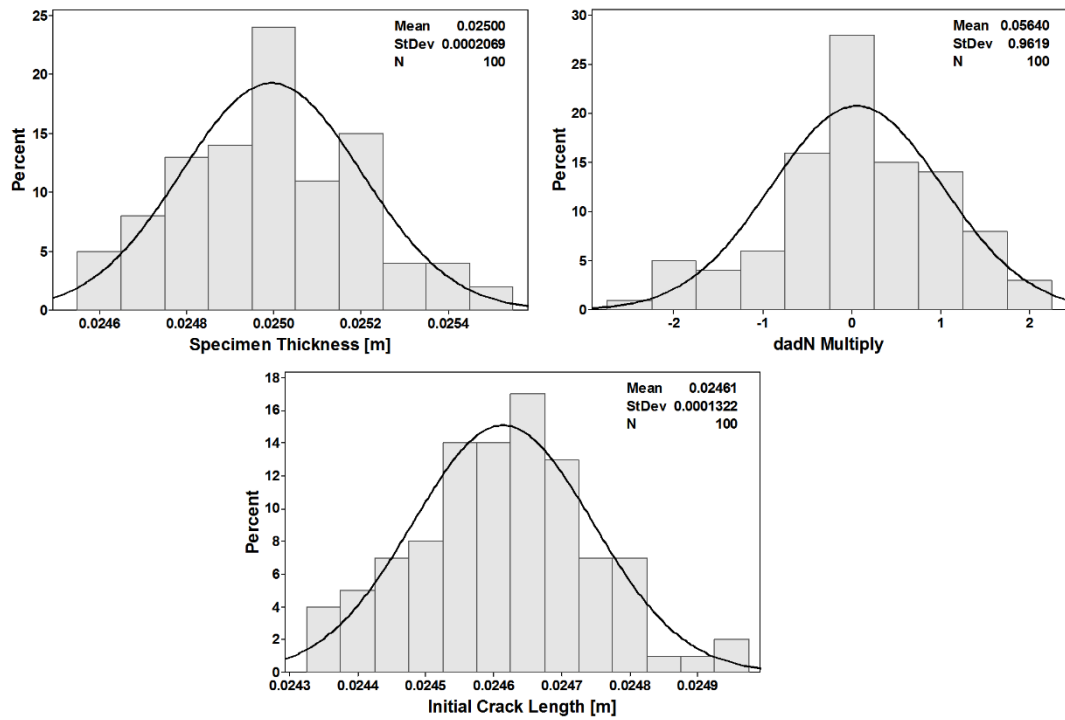 Mean 0.02500
StDev 0.0002069
N 100
Percent
25
20
15
10
5
0
0.0246 0.0248 0.0250 0.0252 0.0254
Specimen Thickness [m]
Mean 0.05640
StDev 0.9619
N 100
Percent
30
25
20
15
10
5
0
-2 -1 0 1 2
dadN Multiply
Mean 0.02461
StDev 0.0001322
N 100
Percent
18
16
14
12
10
8
6
4
2
0
0.0243 0.0244 0.0245 0.0246 0.0247 0.0248 0.0249
Initial Crack Length [m]